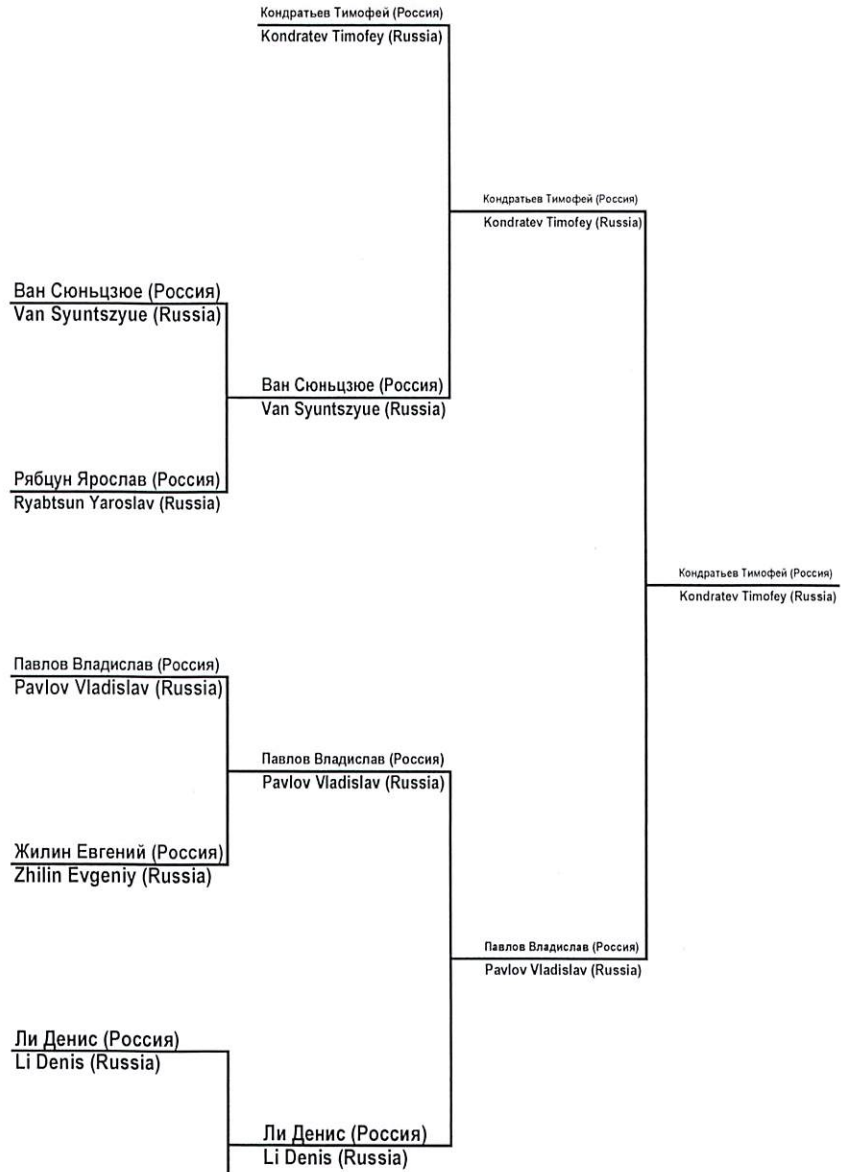 Кондратьев Тимофей (Россия)
Kondratev Timofey (Russia)
Кондратьев Тимофей (Россия)
Kondratev Timofey (Russia)
Ван Сюньцзюе (Россия)
Van Syuntszyue (Russia)
Ван Сюньцзюе (Россия)
Van Syuntszyue (Russia)
Рябцун Ярослав (Россия)
Ryabtsun Yaroslav (Russia)
Кондратьев Тимофей (Россия)
Kondratev Timofey (Russia)
Павлов Владислав (Россия)
Pavlov Vladislav (Russia)
Павлов Владислав (Россия)
Pavlov Vladislav (Russia)
Жилин Евгений (Россия)
Zhilin Evgeniy (Russia)
Павлов Владислав (Россия)
Pavlov Vladislav (Russia)
Ли Денис (Россия)
Li Denis (Russia)
Ли Денис (Россия)
Li Denis (Russia)